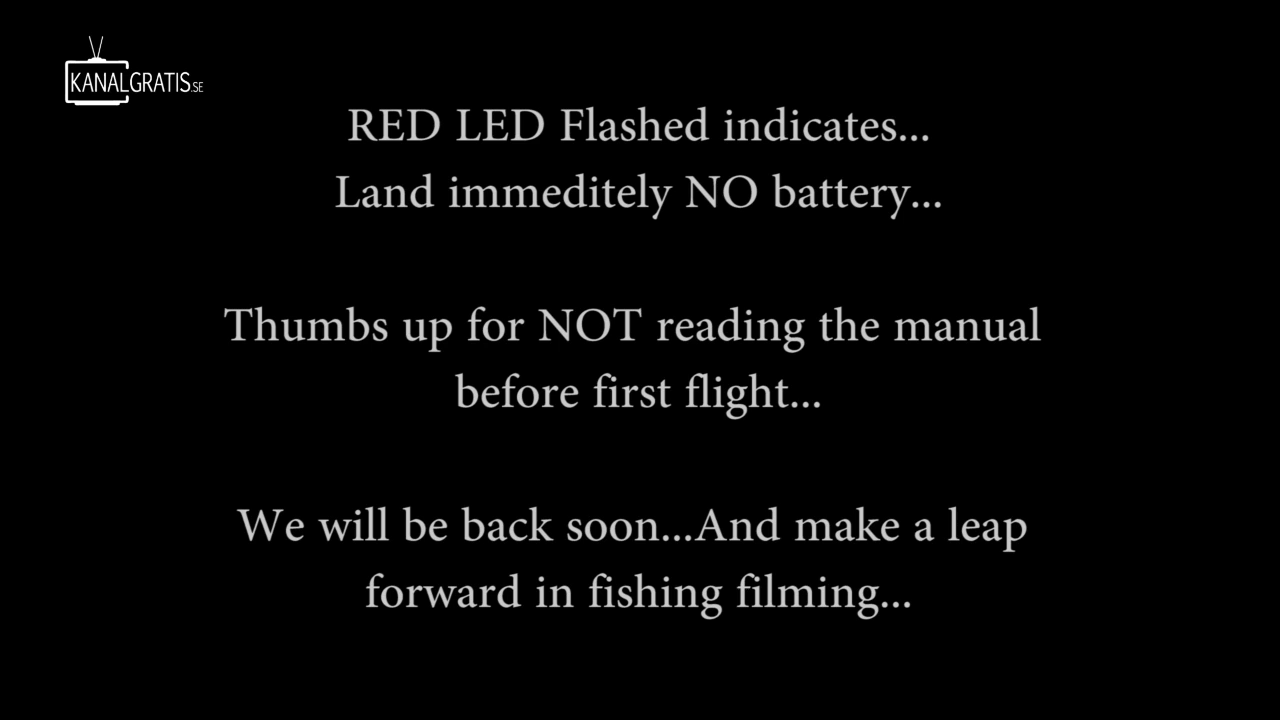 KANALGRATIS.SE
RED LED Flashed indicates...
Land immeditely NO battery...
Thumbs up for NOT reading the manual
before first flight...
We will be back soon...And make a leap
forward in fishing filming...